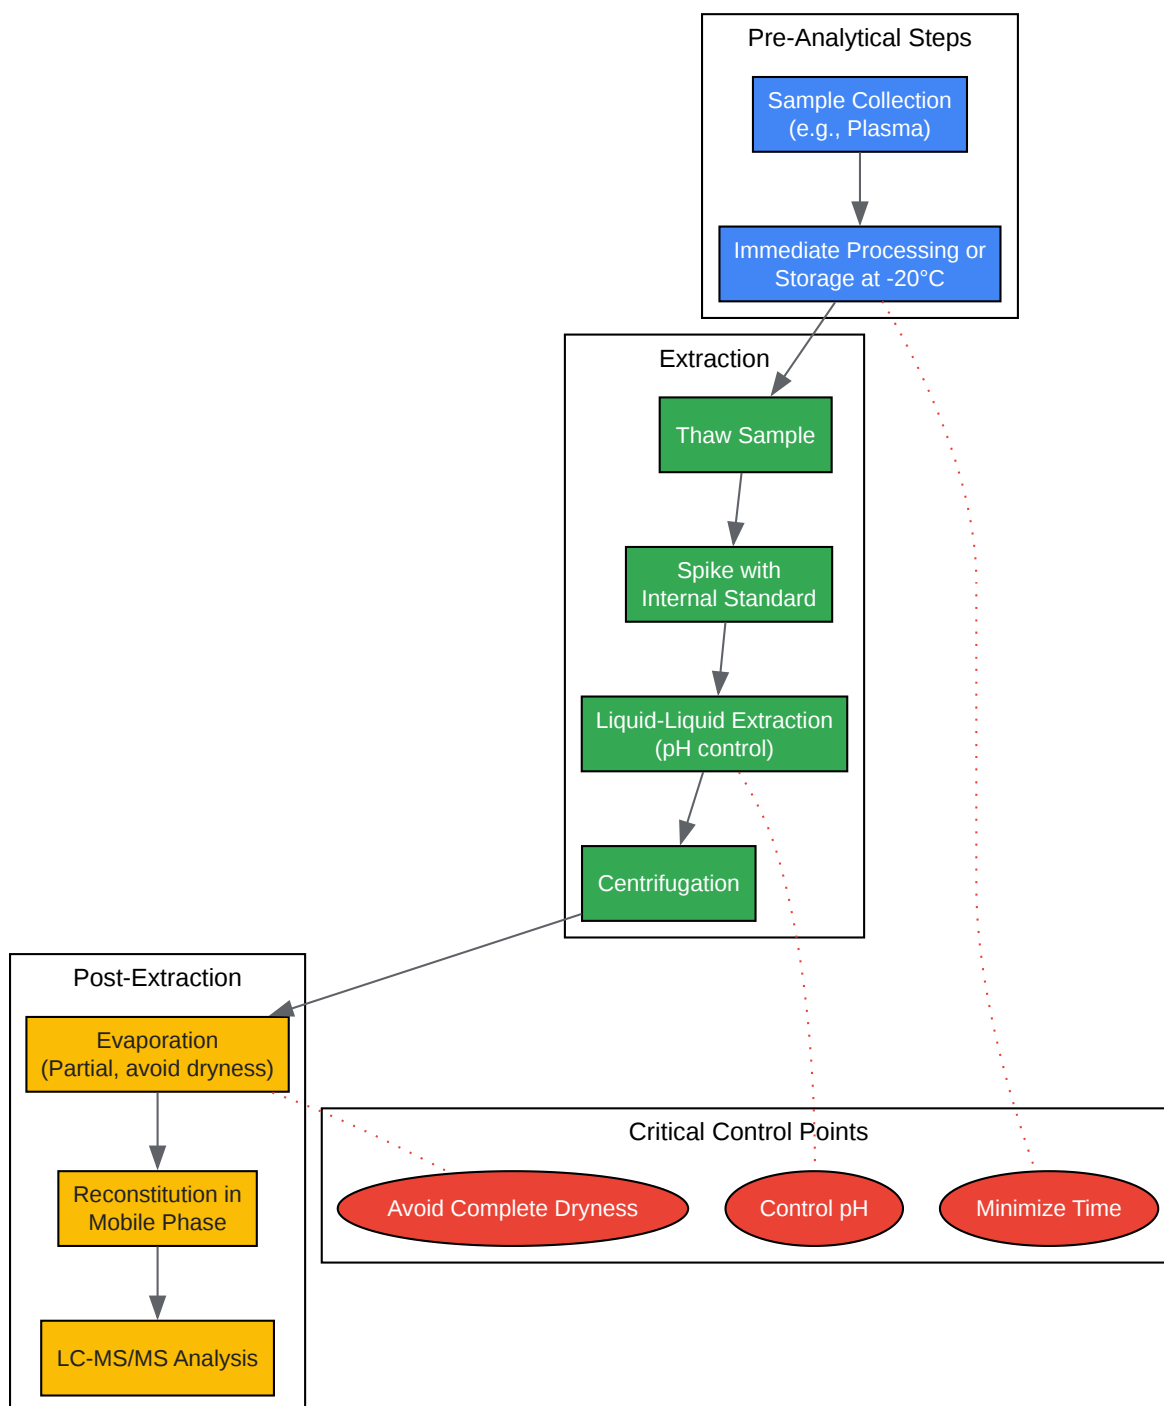 Pre-Analytical Steps
Sample Collection
(e.g., Plasma)
Immediate Processing or
Storage at -20°C
Extraction
Thaw Sample
Spike with
Internal Standard
Liquid-Liquid Extraction
(pH control)
Centrifugation
Post-Extraction
Evaporation
(Partial, avoid dryness)
Reconstitution in
Mobile Phase
LC-MS/MS Analysis
Critical Control Points
Avoid Complete Dryness
Control pH
Minimize Time